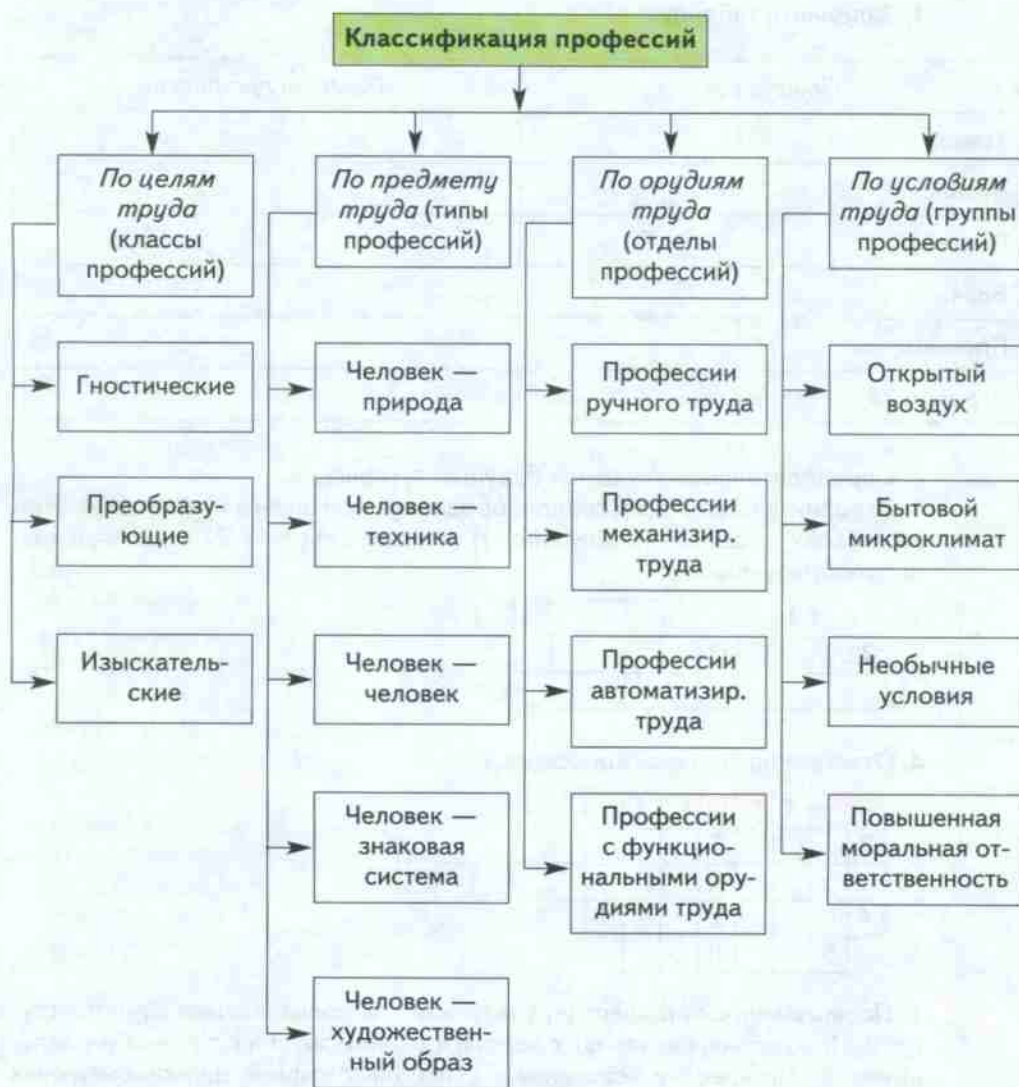 Классификация профессий
По целям
труда
(классы
профессий)
По предмету
труда (типы
профессий)
По орудиям
труда
(отделы
профессий)
По условиям
труда (группы
профессий)
Гностические
Преобразу-
ющие
Изыскатель-
ские
Человек —
природа
Человек —
техника
Человек —
человек
Человек —
знаковая
система
Человек —
художествен-
ный образ
Профессии
ручного труда
Профессии
механизир.
труда
Профессии
автоматизир.
труда
Профессии
с функцио-
нальными ору-
диями труда
Открытый
воздух
Бытовой
микроклимат
Необычные
условия
Повышенная
моральная от-
ветственность